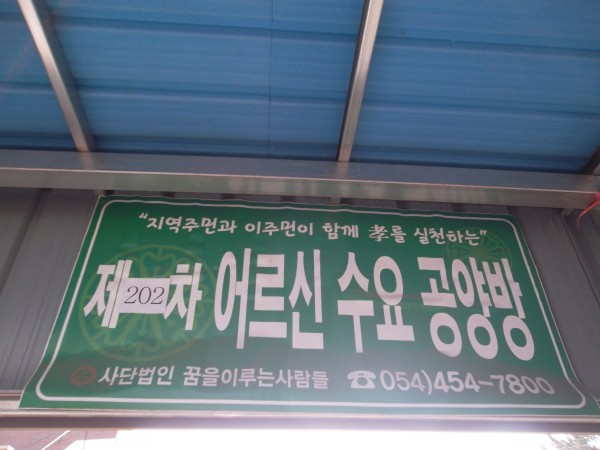 “지역주민과 이주민이 함께 孝를 실천하는”
제202차 어르신 수요 공양방
사단법인 꿈을이루는사람들 ☎054)454-7800